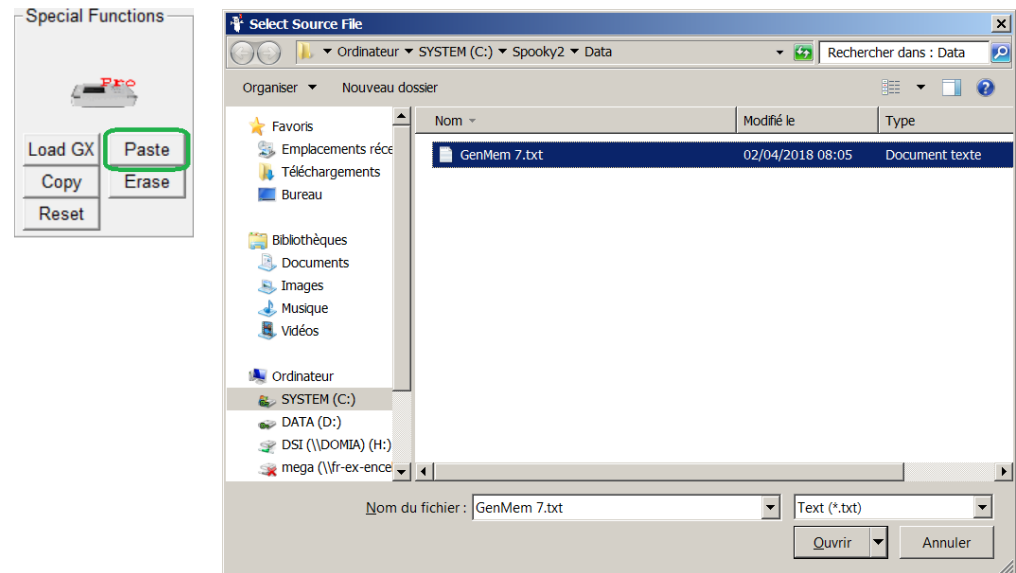 Special Functions
Pro
Load GX
Paste
Copy
Erase
Reset
Select Source File
Ordinateur ▼ SYSTEM (C:) ▼ Spooky2 ▼ Data
Rechercher dans : Data
Organiser ▼ Nouveau dossier
Favoris
Emplacements réce
Téléchargements
Bureau
Bibliothèques
Documents
Images
Musique
Vidéos
Ordinateur
SYSTEM (C:)
DATA (D:)
DSI (\\DOMIA) (H:)
mega (\\fr-ex-ence
Nom Modifié le Type
GenMem 7.txt 02/04/2018 08:05 Document texte
Nom du fichier : GenMem 7.txt Text (*.txt)
Ouvrir Annuler